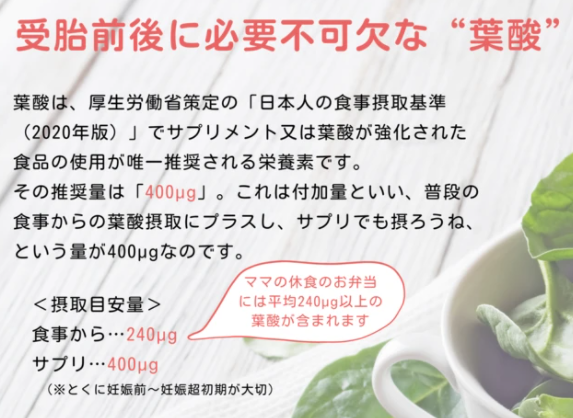 受胎前後に必要不可欠な“葉酸”
葉酸は、厚生労働省策定の「日本人の食事摂取基準
（2020年版）」でサプリメント又は葉酸が強化された
食品の使用が唯一推奨される栄養素です。
その推奨量は「400μg」。これは付加量といい、普段の
食事からの葉酸摂取にプラスし、サプリでも摂ろうね、
という量が400μgなのです。
ママの休食のお弁当
には平均240μg以上の
葉酸が含まれます
＜摂取目安量＞
食事から…240μg
サプリ…400μg
（※とくに妊娠前～妊娠超初期が大切）